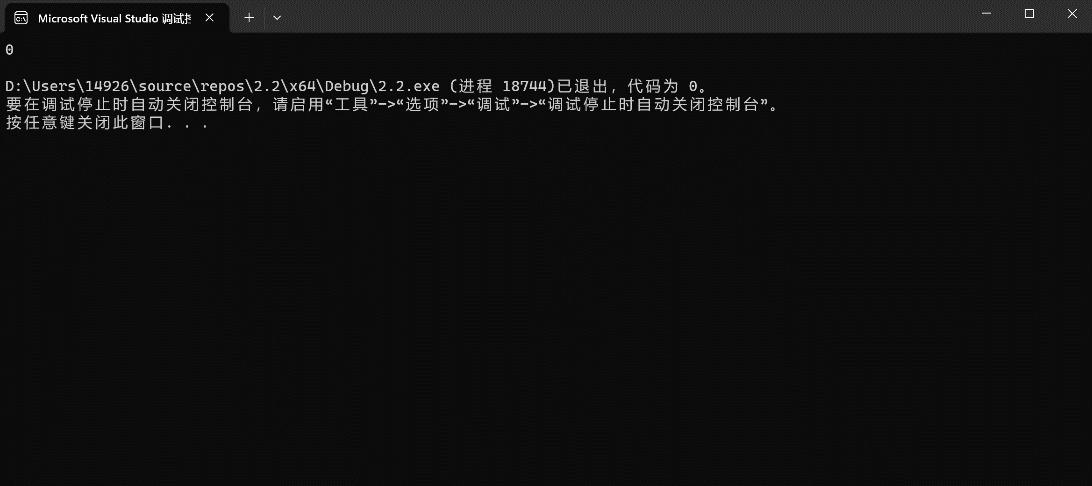 Microsoft Visual Studio 调试控
0
D:\Users\14926\source\repos\2.2\x64\Debug\2.2.exe (进程 18744)已退出，代码为 0。
要在调试停止时自动关闭控制台，请启用“工具”->“选项”->“调试”->“调试停止时自动关闭控制台”。
按任意键关闭此窗口. . .